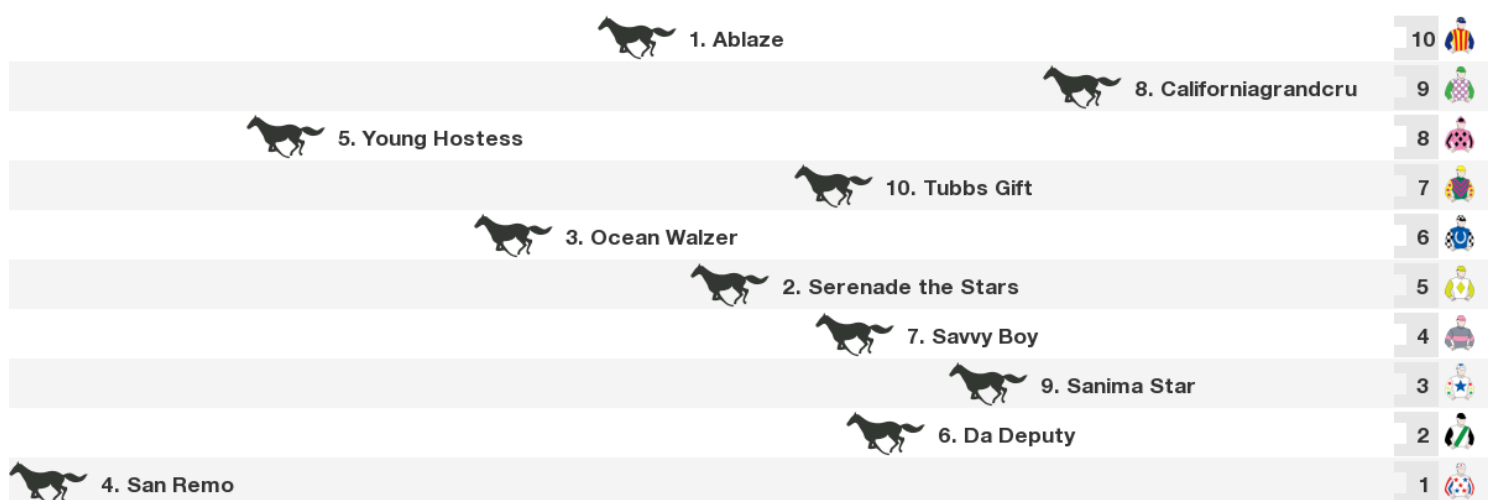 1. Ablaze 10
8. Californiagrandcru 9
5. Young Hostess 8
10. Tubbs Gift 7
3. Ocean Walzer 6
2. Serenade the Stars 5
7. Savvy Boy 4
9. Sanima Star 3
6. Da Deputy 2
4. San Remo 1